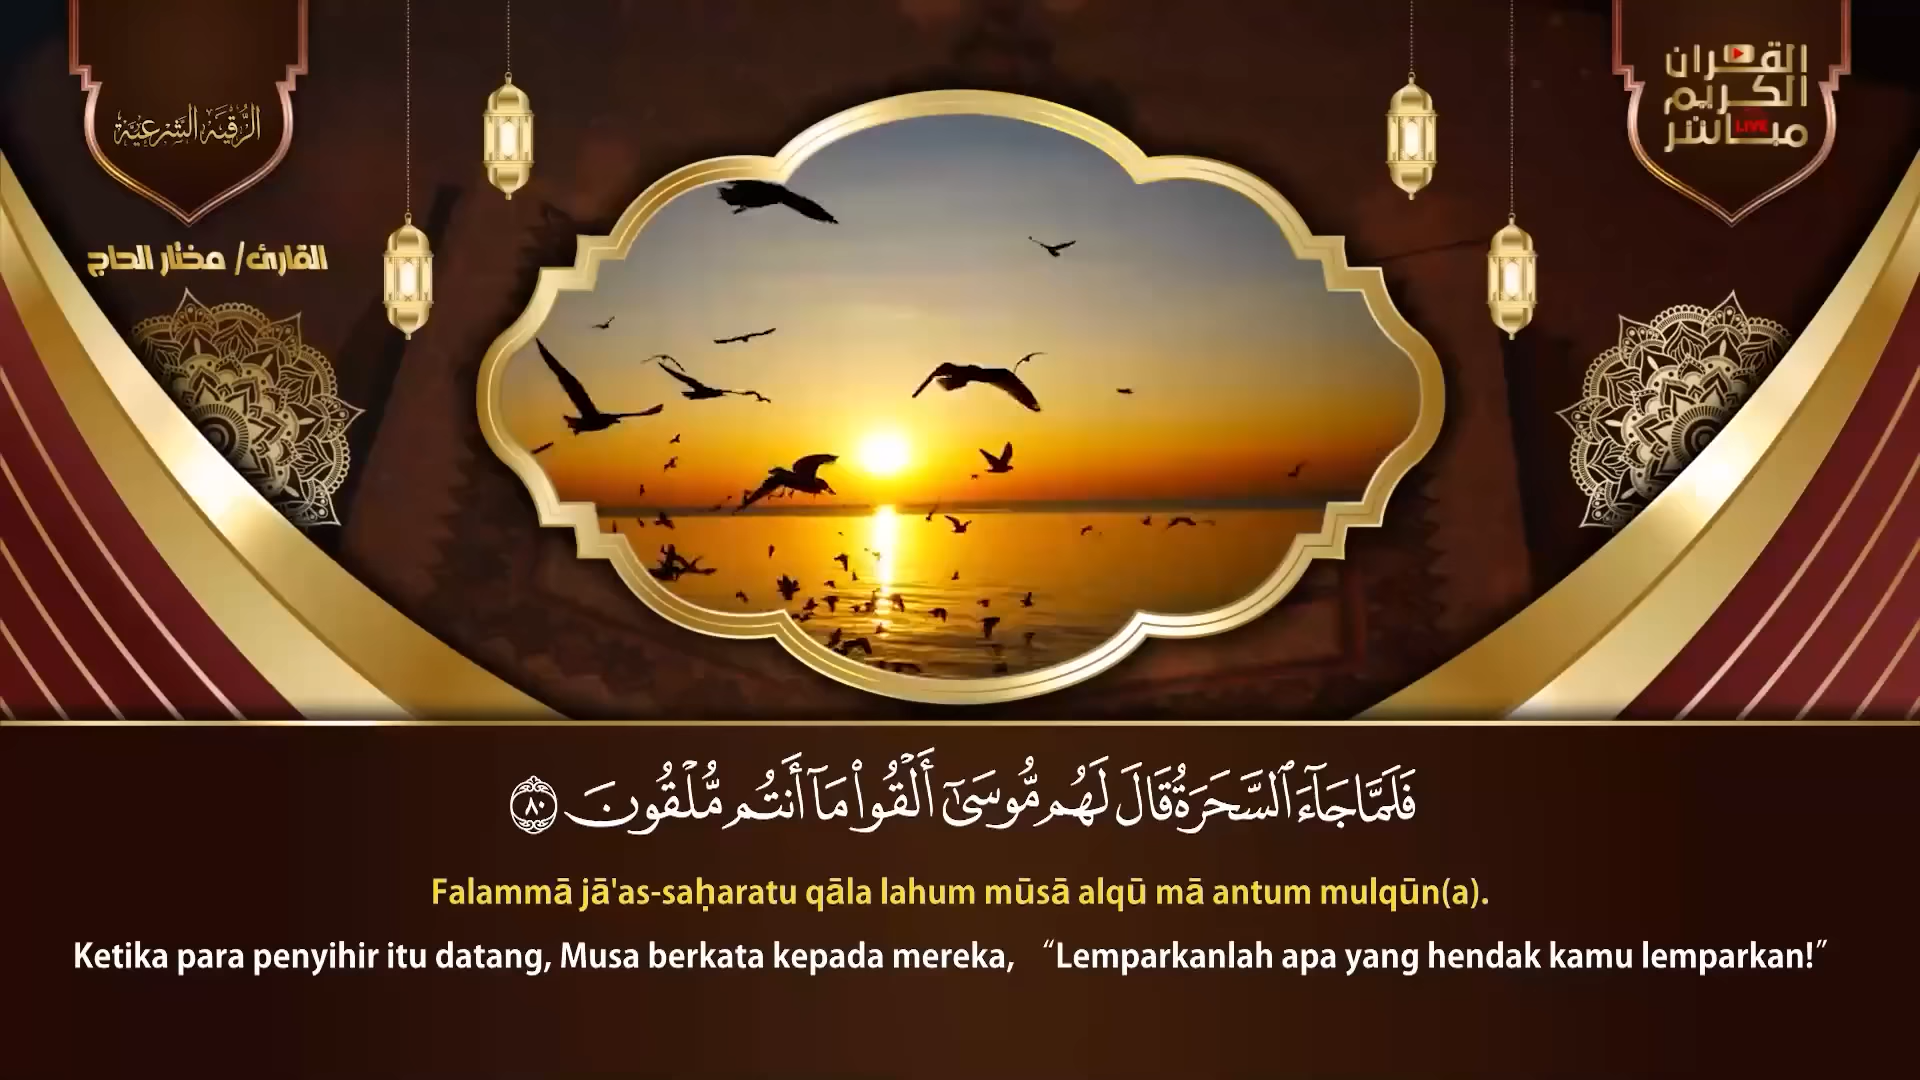 الرُّقْيَة الشَّرْعِيَّة
القارئ/ مختار الحاج
القرآن
الكريم
مباشر
LIVE
فَلَمَّا جَآءَ ٱلسَّحَرَةُ قَالَ لَهُم مُّوسَىٰٓ أَلْقُوا۟ مَآ أَنتُم مُّلْقُونَ ٨٠
Falammā jā'as-saḥaratu qāla lahum mūsā alqū mā antum mulqūn(a).
Ketika para penyihir itu datang, Musa berkata kepada mereka, “Lemparkanlah apa yang hendak kamu lemparkan!”